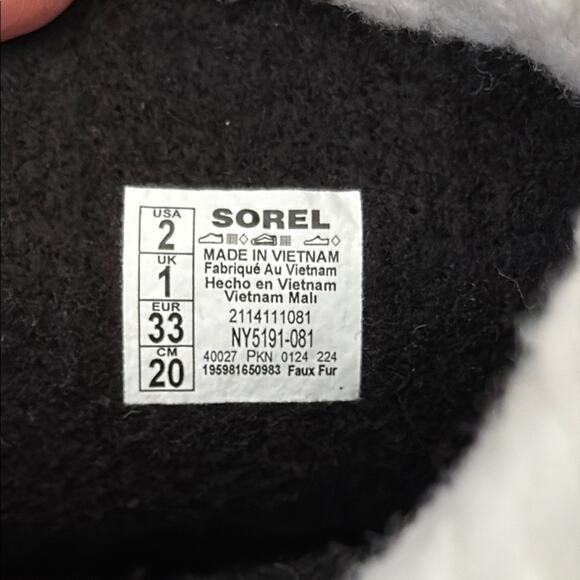 USA
2
UK
1
EUR
33
CM
20
SOREL
MADE IN VIETNAM
Fabriqué Au Vietnam
Hecho en Vietnam
Vietnam Malı
2114111081
NY5191-081
40027 PKN 0124 224
195981650983 Faux Fur